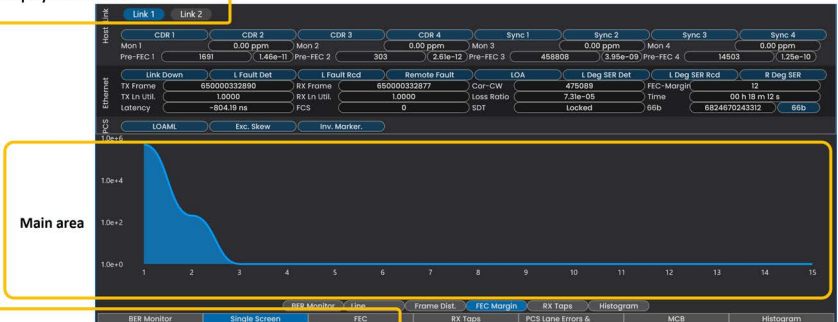 Link 1 Link 2
Host Link
CDR 1 CDR 2 CDR 3 CDR 4 Sync 1 Sync 2 Sync 3 Sync 4
Mon 1 0.00 ppm Mon 2 0.00 ppm Mon 3 0.00 ppm Mon 4 0.00 ppm
Pre-FEC 1 1691 1.46e-11 Pre-FEC 2 303 2.61e-12 Pre-FEC 3 458808 3.95e-09 Pre-FEC 4 14503 1.25e-10
Ethernet
Link Down L Fault Det L Fault Rcd Remote Fault LOA L Deg SER Det L Deg SER Rcd R Deg SER
TX Frame 650000332890 RX Frame 650000332877 Cor-CW 475089 FEC-Margin 12
TX Ln Util. 1.0000 RX Ln Util. 1.0000 Loss Ratio 7.31e-05 Time 00 h 18 m 12 s
Latency -804.19 ns FCS 0 SDT Locked 66b 6824670243312 66b
PCS
LOAML Exc. Skew Inv. Marker.
1.0e+6
1.0e+4
Main area
1.0e+2
1.0e+0
1 2 3 4 5 6 7 8 9 10 11 12 13 14 15
BER Monitor Line Frame Dist. FEC Margin RX Taps Histogram
BER Monitor Single Screen FEC RX Taps PCS Lane Errors & MCB Histogram